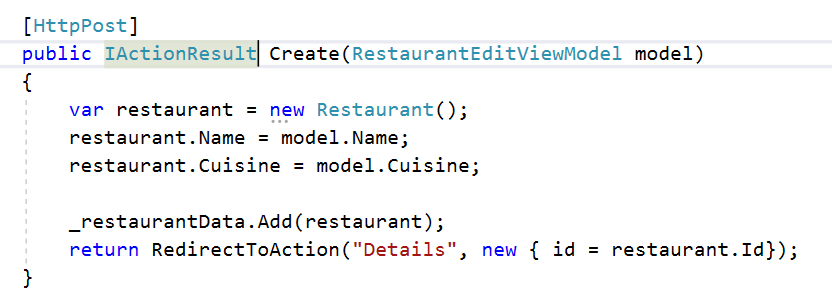 [HttpPost]
public IActionResult Create(RestaurantEditViewModel model)
{
    var restaurant = new Restaurant();
    restaurant.Name = model.Name;
    restaurant.Cuisine = model.Cuisine;

    _restaurantData.Add(restaurant);
    return RedirectToAction("Details", new { id = restaurant.Id});
}